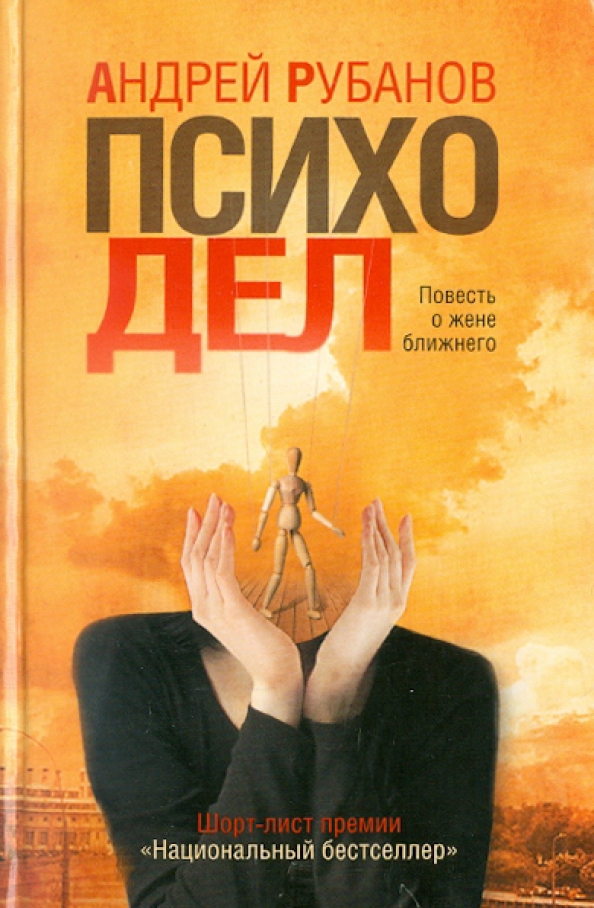 АНДРЕЙ РУБАНОВ
ПСИХО
ДЕЛ
Повесть
о жене
ближнего
Шорт-лист премии
«Национальный бестселлер»